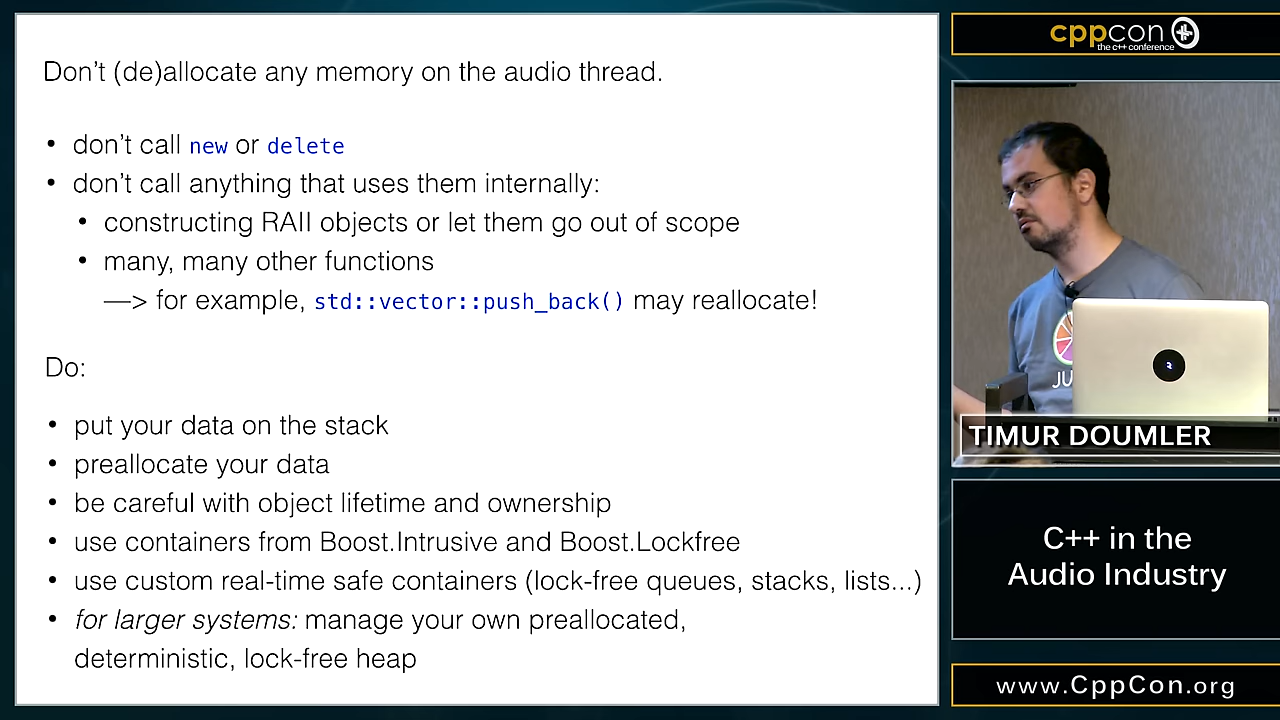 Don't (de)allocate any memory on the audio thread.
• don't call new or delete
• don't call anything that uses them internally:
• constructing RAII objects or let them go out of scope
• many, many other functions
—> for example, std::vector::push_back() may reallocate!
Do:
• put your data on the stack
• preallocate your data
• be careful with object lifetime and ownership
• use containers from Boost.Intrusive and Boost.Lockfree
• use custom real-time safe containers (lock-free queues, stacks, lists...)
• for larger systems: manage your own preallocated,
deterministic, lock-free heap
cppcon
the c++ conference
JU
TIMUR DOUMLER
C++ in the
Audio Industry
www.CppCon.org